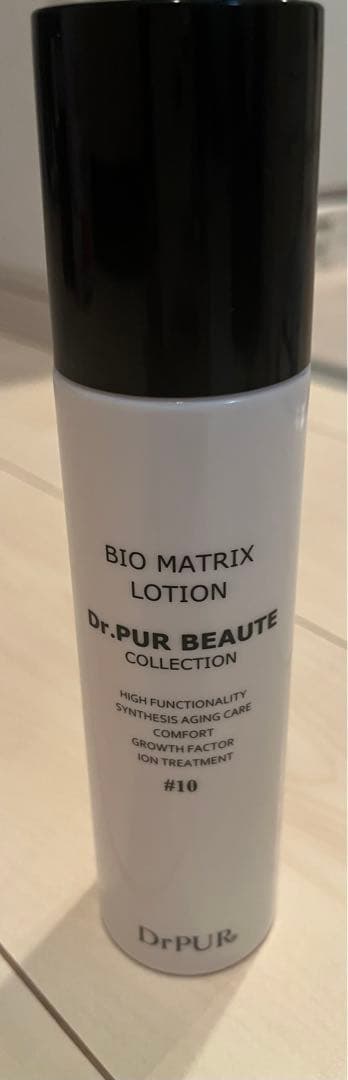 BIO MATRIX
LOTION
Dr.PUR BEAUTE
COLLECTION
HIGH FUNCTIONALITY
SYNTHESIS AGING CARE
COMFORT
GROWTH FACTOR
ION TREATMENT
#10
DrPUR